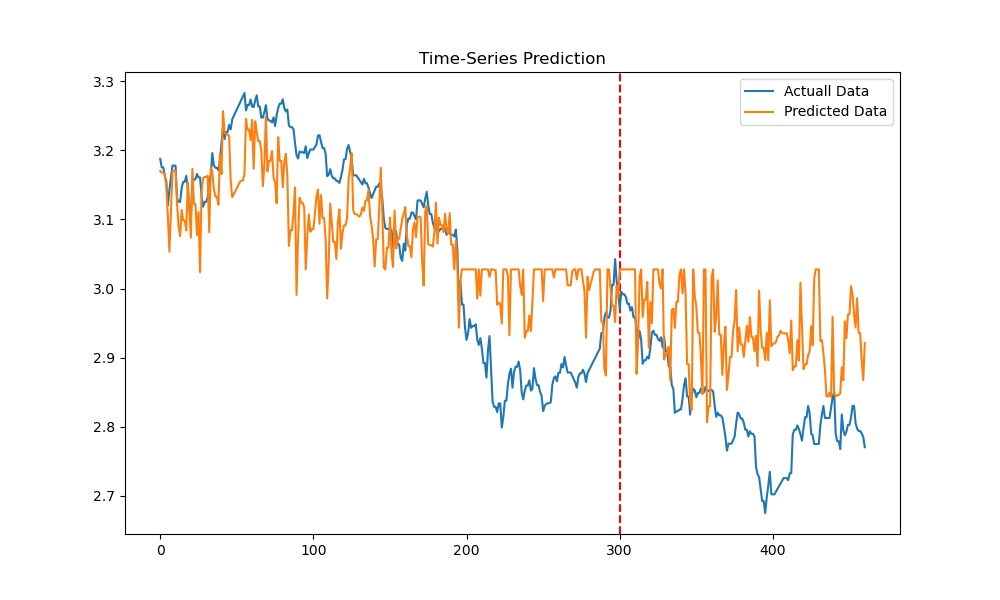 Time-Series Prediction
Actuall Data
Predicted Data
3.3
3.2
3.1
3.0
2.9
2.8
2.7
0 100 200 300 400